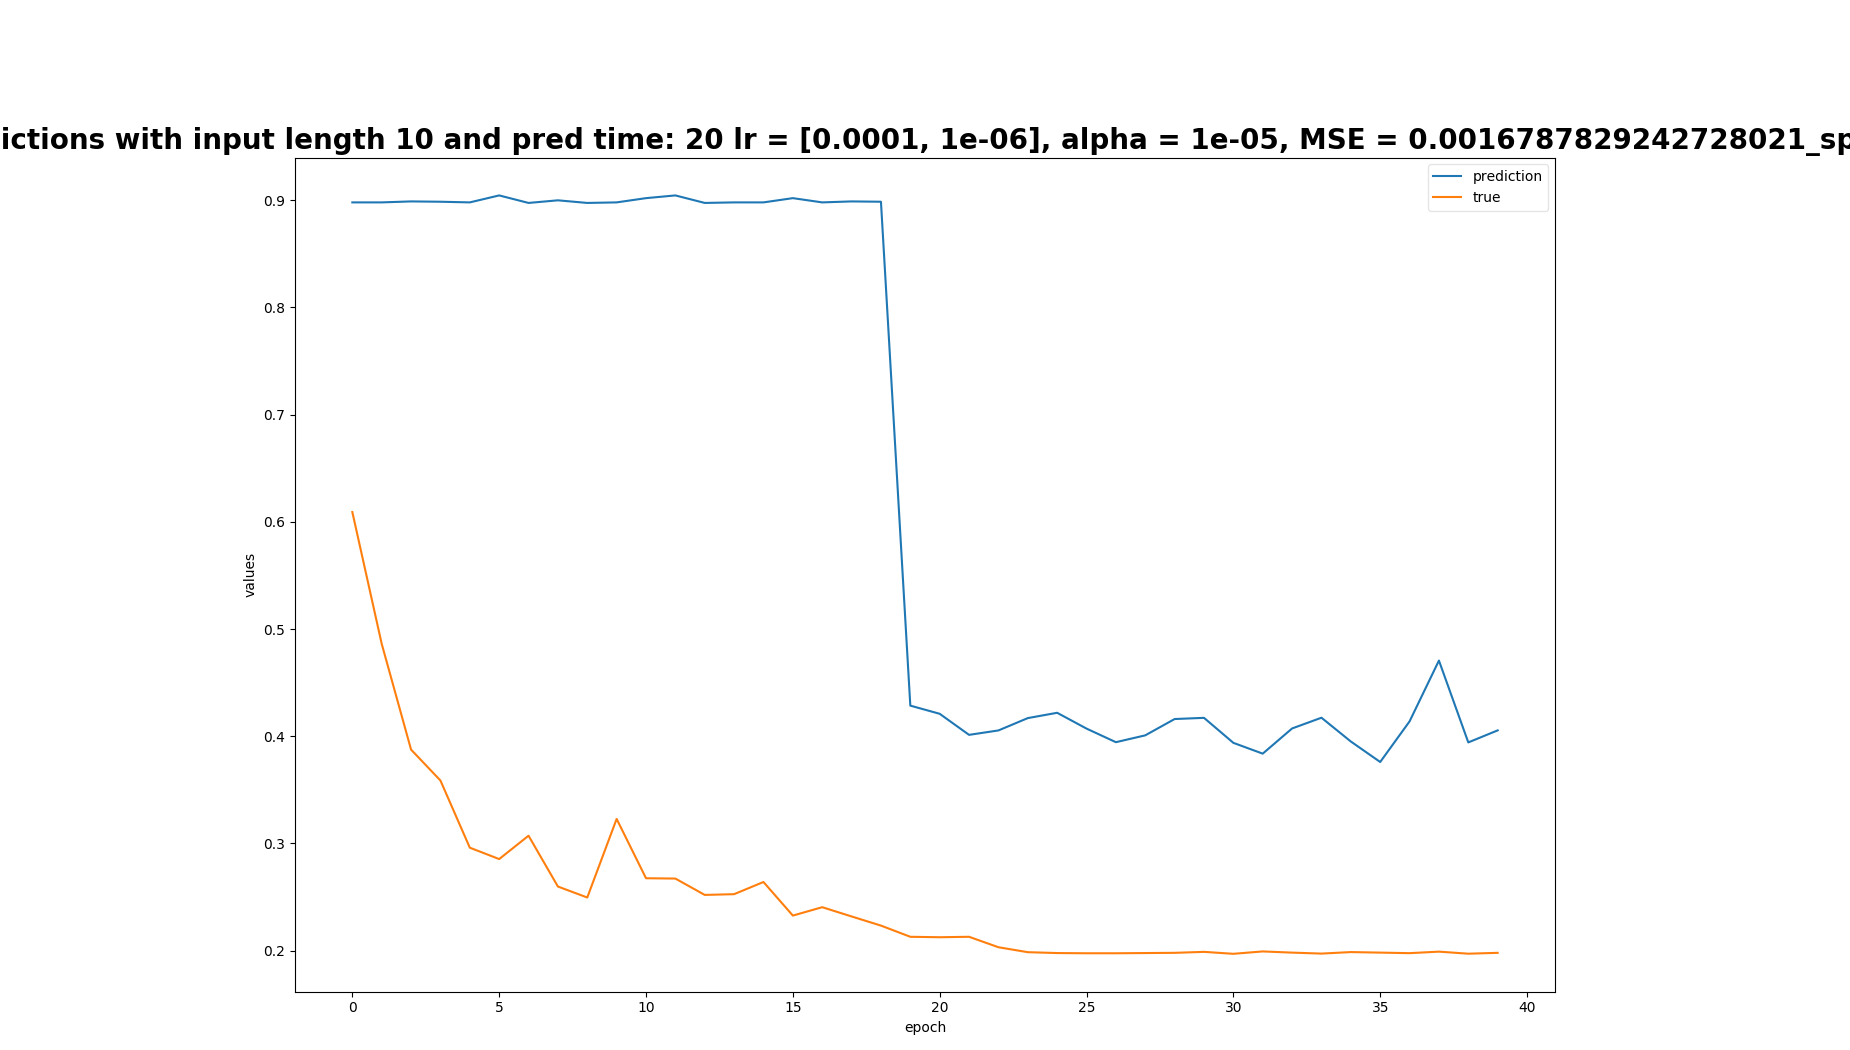 ictions with input length 10 and pred time: 20 lr = [0.0001, 1e-06], alpha = 1e-05, MSE = 0.0016787829242728021_sp
prediction
true
0.9
0.8
0.7
0.6
0.5
0.4
0.3
0.2
values
0 5 10 15 20 25 30 35 40
epoch